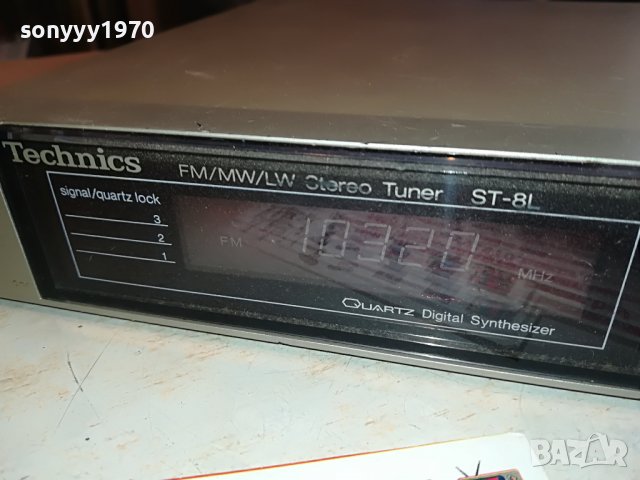 sonyyy1970
Technics
FM/MW/LW Stereo Tuner ST-8L
signal/quartz lock
3
2
1
FM 10320 MHz
QUARTZ Digital Synthesizer
BAZAR